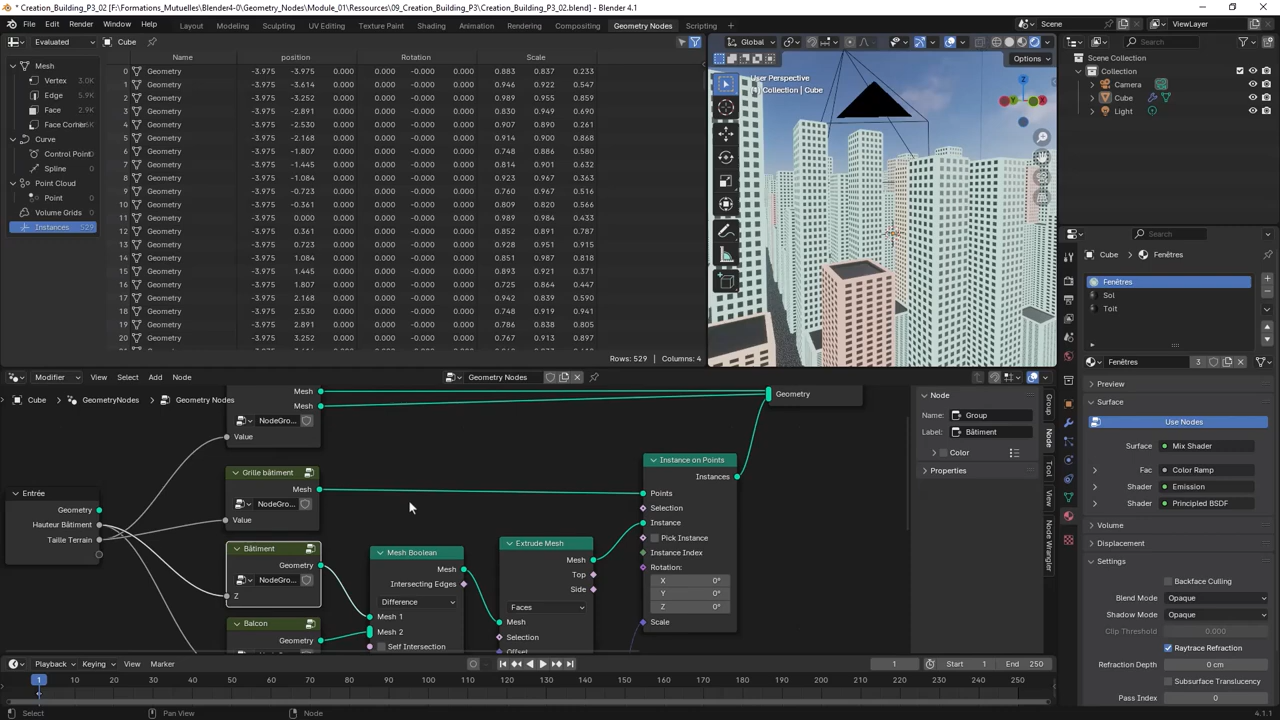 * Creation_Building_P3_02 [F:\Formations_Mutuelles\Blender4-0\Geometry_Nodes\Module_01\Ressources\09_Creation_Building_P3\Creation_Building_P3_02.blend] - Blender 4.1
File Edit Render Window Help Layout Modeling Sculpting UV Editing Texture Paint Shading Animation Rendering Compositing Geometry Nodes Scripting Scene ViewLayer
Evaluated Cube
Mesh
Vertex 3.0K
Edge 5.9K
Face 2.9K
Face Corner
Curve
Control Point 0
Spline 0
Point Cloud
Point 0
Volume Grids 0
Instances 529
Name position Rotation Scale
0 Geometry -3.975 -3.975 0.000 0.000 -0.000 0.000 0.883 0.837 0.233
1 Geometry -3.975 -3.614 0.000 0.000 -0.000 0.000 0.946 0.922 0.547
2 Geometry -3.975 -3.252 0.000 0.000 -0.000 0.000 0.989 0.955 0.859
3 Geometry -3.975 -2.891 0.000 0.000 -0.000 0.000 0.830 0.949 0.690
4 Geometry -3.975 -2.530 0.000 0.000 -0.000 0.000 0.907 0.890 0.261
5 Geometry -3.975 -2.168 0.000 0.000 -0.000 0.000 0.914 0.900 0.868
6 Geometry -3.975 -1.807 0.000 0.000 -0.000 0.000 0.748 0.886 0.580
7 Geometry -3.975 -1.445 0.000 0.000 -0.000 0.000 0.814 0.901 0.632
8 Geometry -3.975 -1.084 0.000 0.000 -0.000 0.000 0.923 0.967 0.363
9 Geometry -3.975 -0.723 0.000 0.000 -0.000 0.000 0.760 0.967 0.516
10 Geometry -3.975 -0.361 0.000 0.000 -0.000 0.000 0.809 0.820 0.566
11 Geometry -3.975 0.000 0.000 0.000 -0.000 0.000 0.989 0.984 0.433
12 Geometry -3.975 0.361 0.000 0.000 -0.000 0.000 0.852 0.891 0.787
13 Geometry -3.975 0.723 0.000 0.000 -0.000 0.000 0.928 0.951 0.915
14 Geometry -3.975 1.084 0.000 0.000 -0.000 0.000 0.851 0.987 0.818
15 Geometry -3.975 1.445 0.000 0.000 -0.000 0.000 0.893 0.921 0.371
16 Geometry -3.975 1.807 0.000 0.000 -0.000 0.000 0.725 0.864 0.447
17 Geometry -3.975 2.168 0.000 0.000 -0.000 0.000 0.942 0.839 0.590
18 Geometry -3.975 2.530 0.000 0.000 -0.000 0.000 0.918 0.919 0.941
19 Geometry -3.975 2.891 0.000 0.000 -0.000 0.000 0.786 0.838 0.805
20 Geometry -3.975 3.252 0.000 0.000 -0.000 0.000 0.767 0.913 0.897
Rows: 529 | Columns: 4
Global
Options
User Perspective
(1) Collection | Cube
Z
Y
Search
Scene Collection
Collection
Camera
Cube
Light
Search
Cube Fenêtres
Fenêtres
Sol
Toit
Fenêtres 3
Preview
Surface
Use Nodes
Surface Mix Shader
Fac Color Ramp
Shader Emission
Shader Principled BSDF
Volume
Displacement
Settings
Backface Culling
Blend Mode Opaque
Shadow Mode Opaque
Clip Threshold 0.000
Raytrace Refraction
Refraction Depth 0 cm
Subsurface Translucency
Pass Index 0
Modifier View Select Add Node Geometry Nodes
Cube GeometryNodes Geometry Nodes
Mesh
Mesh
NodeGro...
Value
Geometry
Grille bâtiment
Mesh
NodeGro...
Value
Entrée
Geometry
Hauteur Bâtiment
Taille Terrain
Bâtiment
Geometry
NodeGro...
Z
Balcon
Geometry
Mesh Boolean
Mesh
Intersecting Edges
Difference
Mesh 1
Mesh 2
Self Intersection
Extrude Mesh
Mesh
Top
Side
Faces
Mesh
Selection
Offset
Instance on Points
Instances
Points
Selection
Instance
Pick Instance
Instance Index
Rotation:
X 0°
Y 0°
Z 0°
Scale
Node
Name: Group
Label: Bâtiment
Color
Properties
Group
Node
Tool
View
Node Wrangler
Playback Keying View Marker 1 Start 1 End 250
1 10 20 30 40 50 60 70 80 90 100 110 120 130 140 150 160 170 180 190 200 210 220 230 240 250
Select Pan View Node 4.1.1